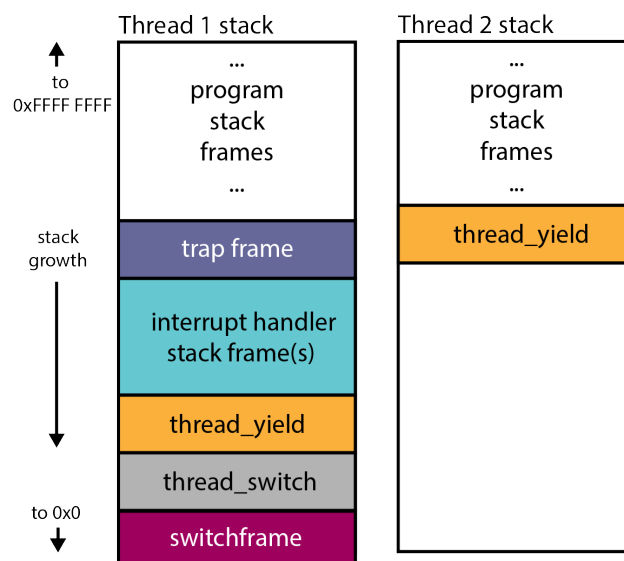 Thread 1 stack
Thread 2 stack
to
0xFFFF FFFF
...
program
stack
frames
...
...
program
stack
frames
...
stack
growth
trap frame
thread_yield
interrupt handler
stack frame(s)
thread_yield
thread_switch
to 0x0
switchframe